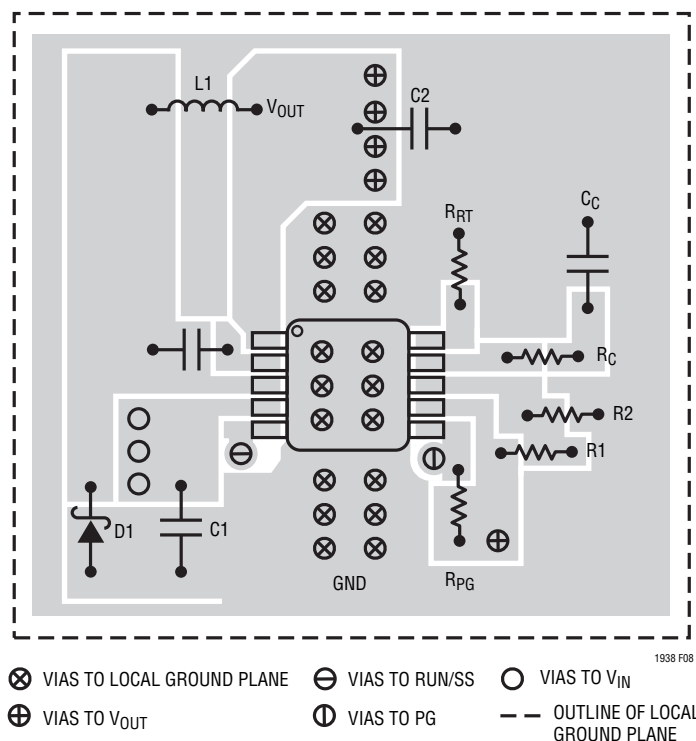 L1
VOUT
C2
RRT
CC
RC
R2
R1
D1
C1
GND
RPG
1938 F08
VIAS TO LOCAL GROUND PLANE
VIAS TO RUN/SS
VIAS TO VIN
VIAS TO VOUT
VIAS TO PG
OUTLINE OF LOCAL
GROUND PLANE